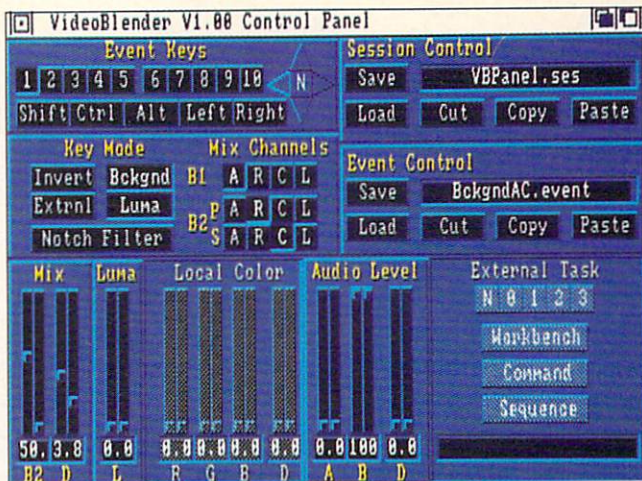 VideoBlender V1.00 Control Panel
Event Keys
1 2 3 4 5 6 7 8 9 10 N
Shift Ctrl Alt Left Right
Session Control
Save VBPanel.ses
Load Cut Copy Paste
Key Mode
Invert Bckgnd
Extrnl Luma
Notch Filter
Mix Channels
B1 A R C L
B2 P A R C L
S A R C L
Event Control
Save BckgndAC.event
Load Cut Copy Paste
Mix
50. 3.8
B2 D
Luma
0.0
L
Local Color
0.0 0.0 0.0 0.0
R G B D
Audio Level
0.0 100 0.0
A B D
External Task
N 0 1 2 3
Workbench
Command
Sequence